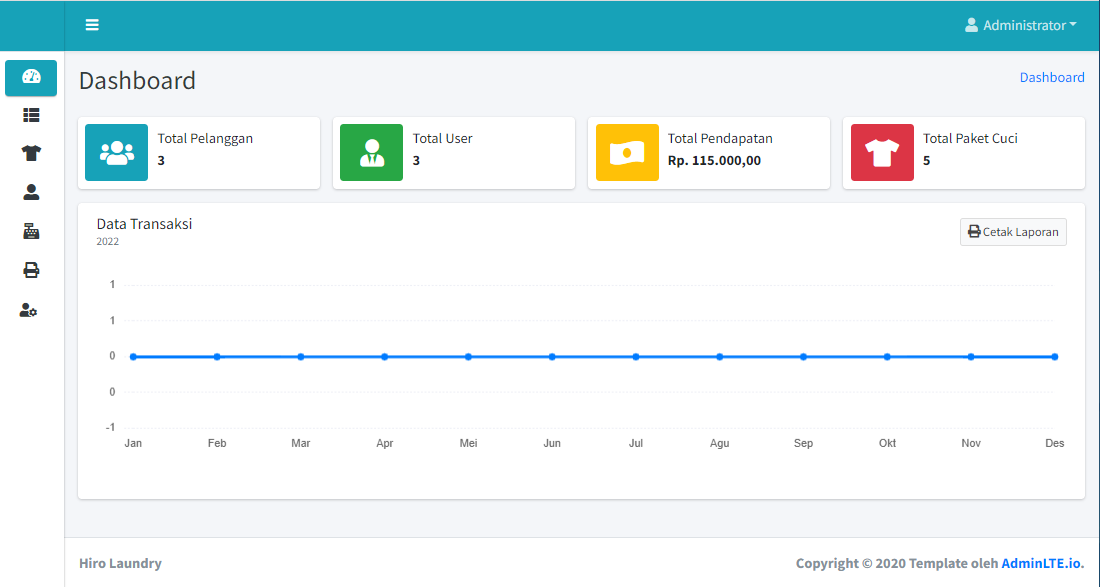 Administrator
Dashboard
Dashboard
Total Pelanggan
3
Total User
3
Total Pendapatan
Rp. 115.000,00
Total Paket Cuci
5
Data Transaksi
2022
Cetak Laporan
1
1
0
0
-1
Jan Feb Mar Apr Mei Jun Jul Agu Sep Okt Nov Des
Hiro Laundry
Copyright © 2020 Template oleh AdminLTE.io.